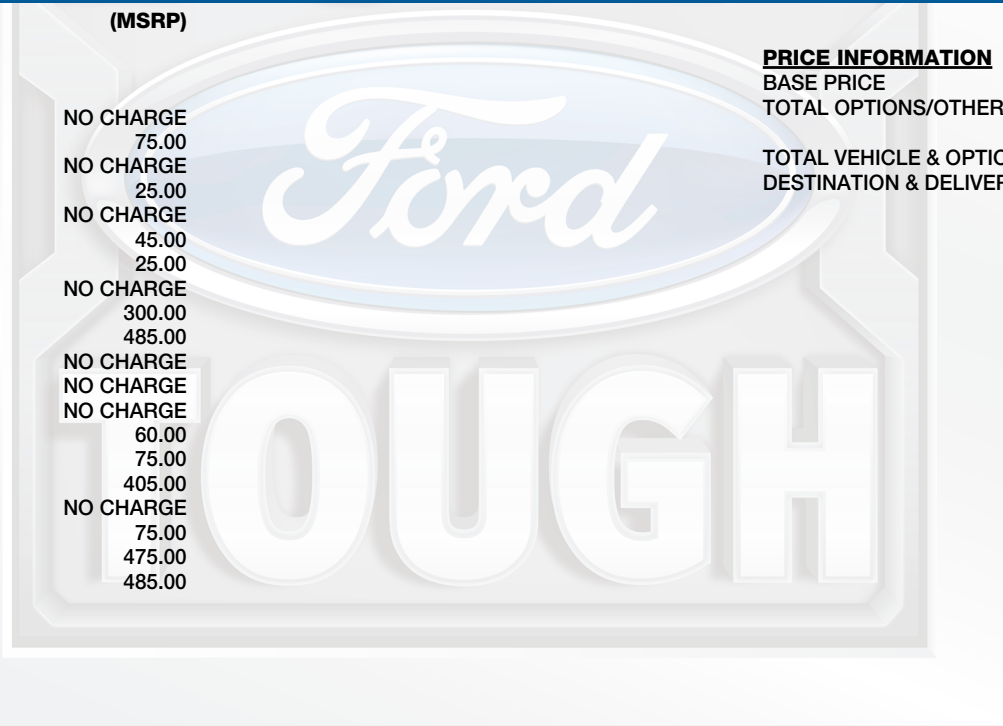 (MSRP)
NO CHARGE
75.00
NO CHARGE
25.00
NO CHARGE
45.00
25.00
NO CHARGE
300.00
485.00
NO CHARGE
NO CHARGE
NO CHARGE
60.00
75.00
405.00
NO CHARGE
75.00
475.00
485.00
PRICE INFORMATION
BASE PRICE
TOTAL OPTIONS/OTHER
TOTAL VEHICLE & OPTIO
DESTINATION & DELIVER
Ford
TOUGH